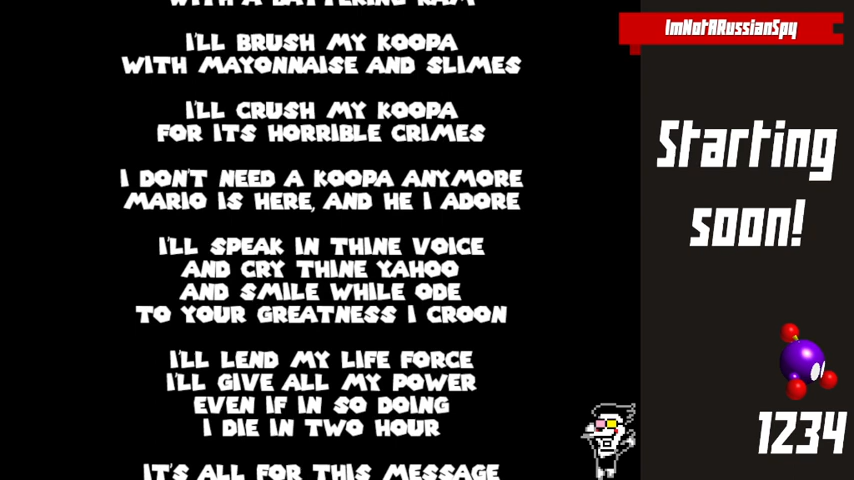 WITH A BATTERING RAM
I'LL BRUSH MY KOOPA
WITH MAYONNAISE AND SLIMES
I'LL CRUSH MY KOOPA
FOR ITS HORRIBLE CRIMES
I DON'T NEED A KOOPA ANYMORE
MARIO IS HERE, AND HE I ADORE
I'LL SPEAK IN THINE VOICE
AND CRY THINE YAHOO
AND SMILE WHILE ODE
TO YOUR GREATNESS I CROON
I'LL LEND MY LIFE FORCE
I'LL GIVE ALL MY POWER
EVEN IF IN SO DOING
I DIE IN TWO HOUR
IT'S ALL FOR THIS MESSAGE
ImNotARussianSpy
Starting
soon!
1234